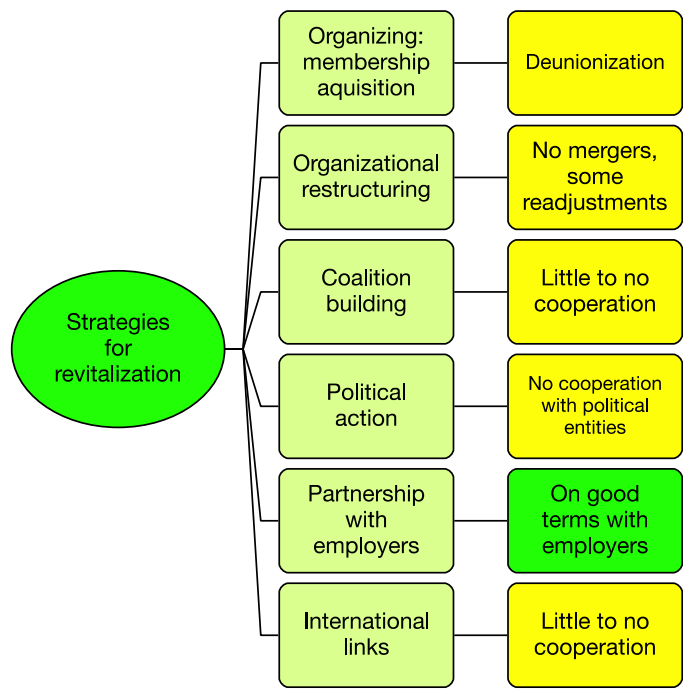 Organizing:
membership
aquisition
Deunionization
Organizational
restructuring
No mergers,
some
readjustments
Coalition
building
Little to no
cooperation
Strategies
for
revitalization
Political
action
No cooperation
with political
entities
Partnership
with
employers
On good
terms with
employers
International
links
Little to no
cooperation